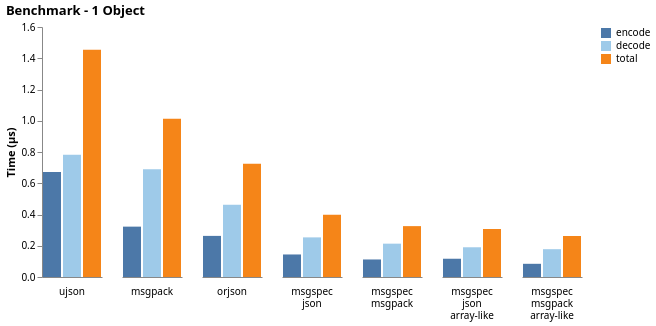 Benchmark - 1 Object
encode
decode
total
Time (µs)
1.6
1.4
1.2
1.0
0.8
0.6
0.4
0.2
0.0
ujson
msgpack
orjson
msgspec
json
msgspec
msgpack
msgspec
json
array-like
msgspec
msgpack
array-like